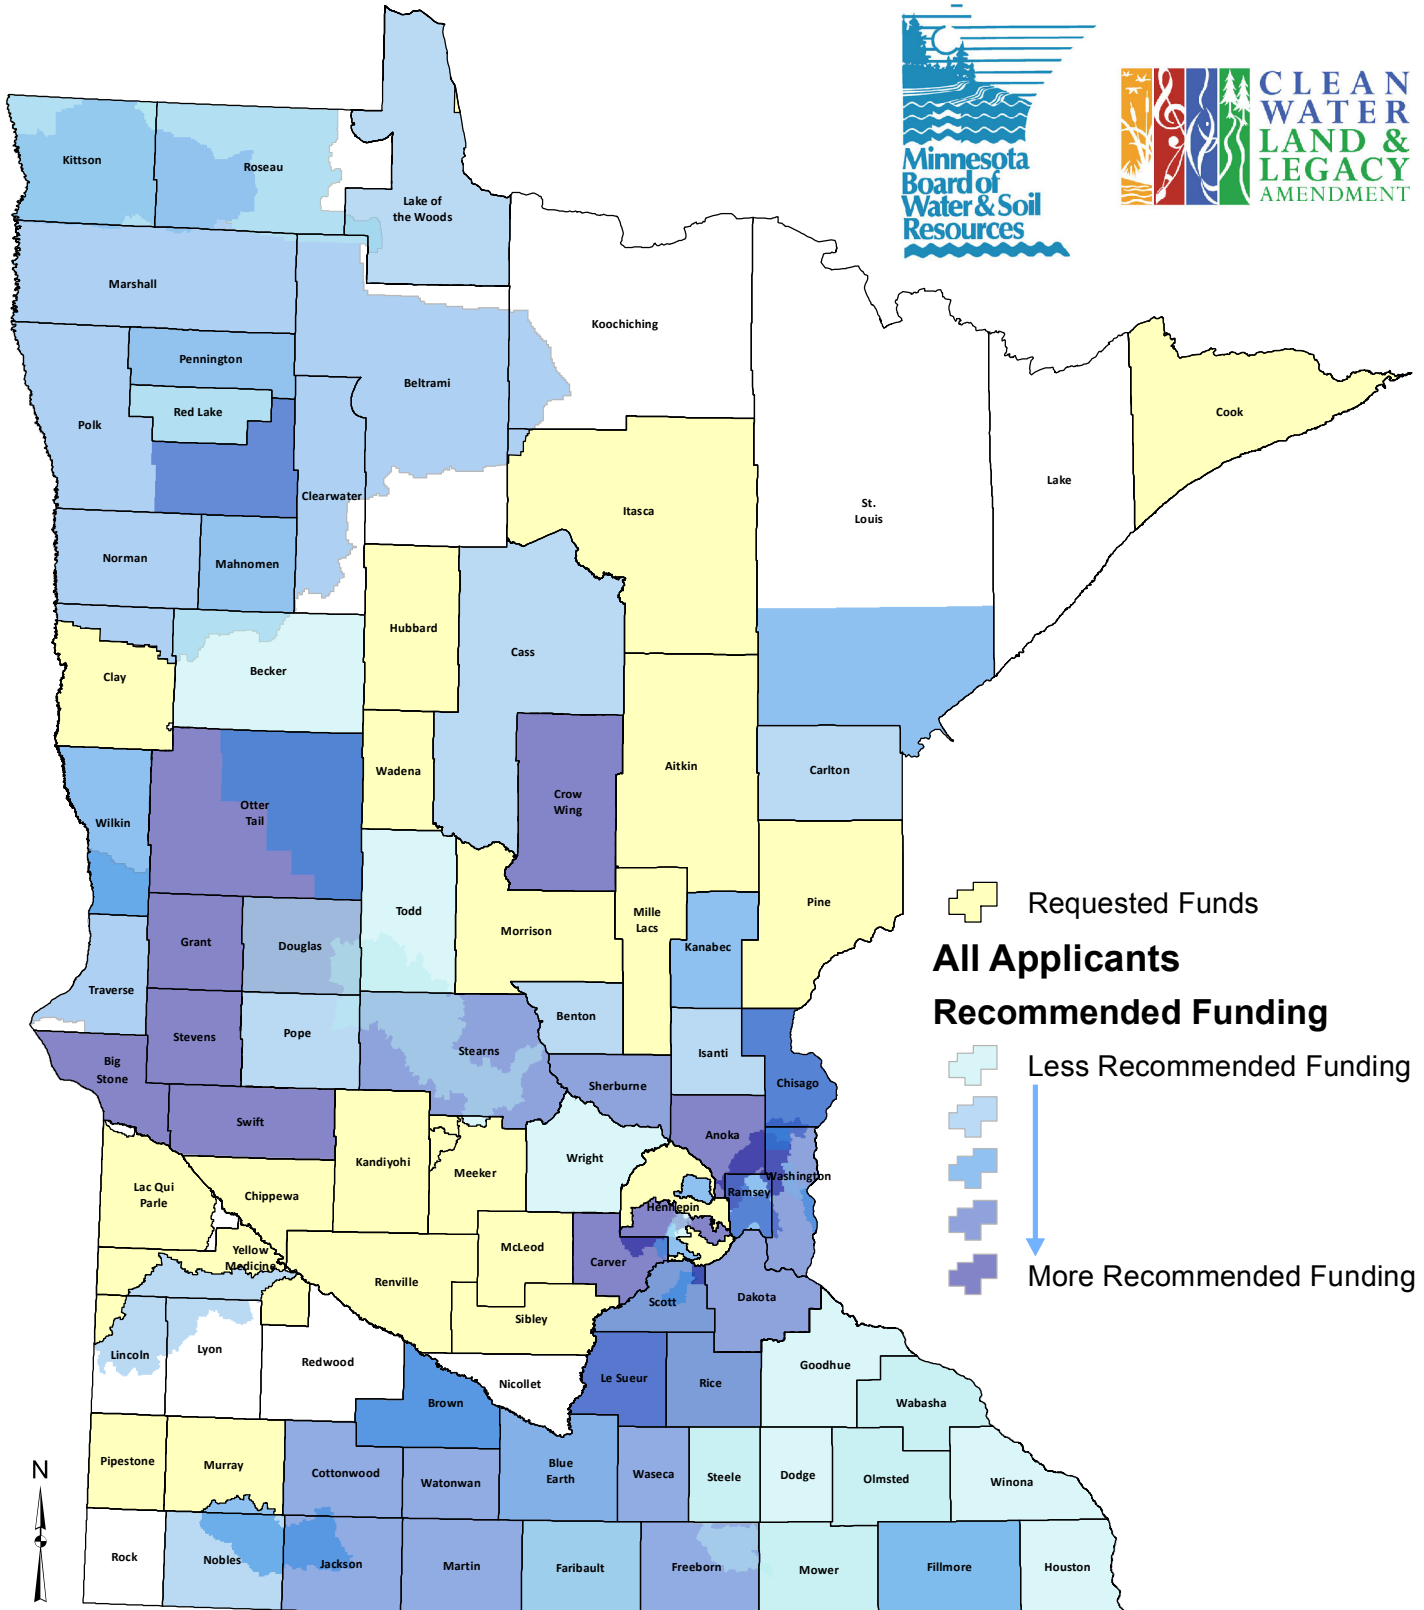 Minnesota
Board of
Water & Soil
Resources
CLEAN
WATER
LAND &
LEGACY
AMENDMENT
Kittson
Roseau
Lake of
the Woods
Marshall
Koochiching
Pennington
Beltrami
Red Lake
Polk
Cook
Clearwater
Lake
St.
Louis
Itasca
Norman
Mahnomen
Hubbard
Cass
Clay
Becker
Wadena
Aitkin
Carlton
Crow
Wing
Otter
Tail
Wilkin
Todd
Mille
Lacs
Pine
Requested Funds
Morrison
Grant
Douglas
Kanabec
All Applicants
Traverse
Recommended Funding
Benton
Stevens
Pope
Stearns
Isanti
Big
Stone
Less Recommended Funding
Sherburne
Chisago
Swift
Anoka
Kandiyohi
Wright
Meeker
Washington
Lac Qui
Parle
Chippewa
Ramsey
Hennepin
McLeod
Yellow
Medicine
Carver
Renville
More Recommended Funding
Dakota
Scott
Sibley
Lyon
Lincoln
Redwood
Goodhue
Le Sueur
Rice
Nicollet
Brown
Wabasha
Pipestone
Murray
Cottonwood
Watonwan
Blue
Earth
Waseca
Steele
Dodge
Olmsted
Winona
N
Rock
Nobles
Jackson
Martin
Faribault
Freeborn
Mower
Fillmore
Houston